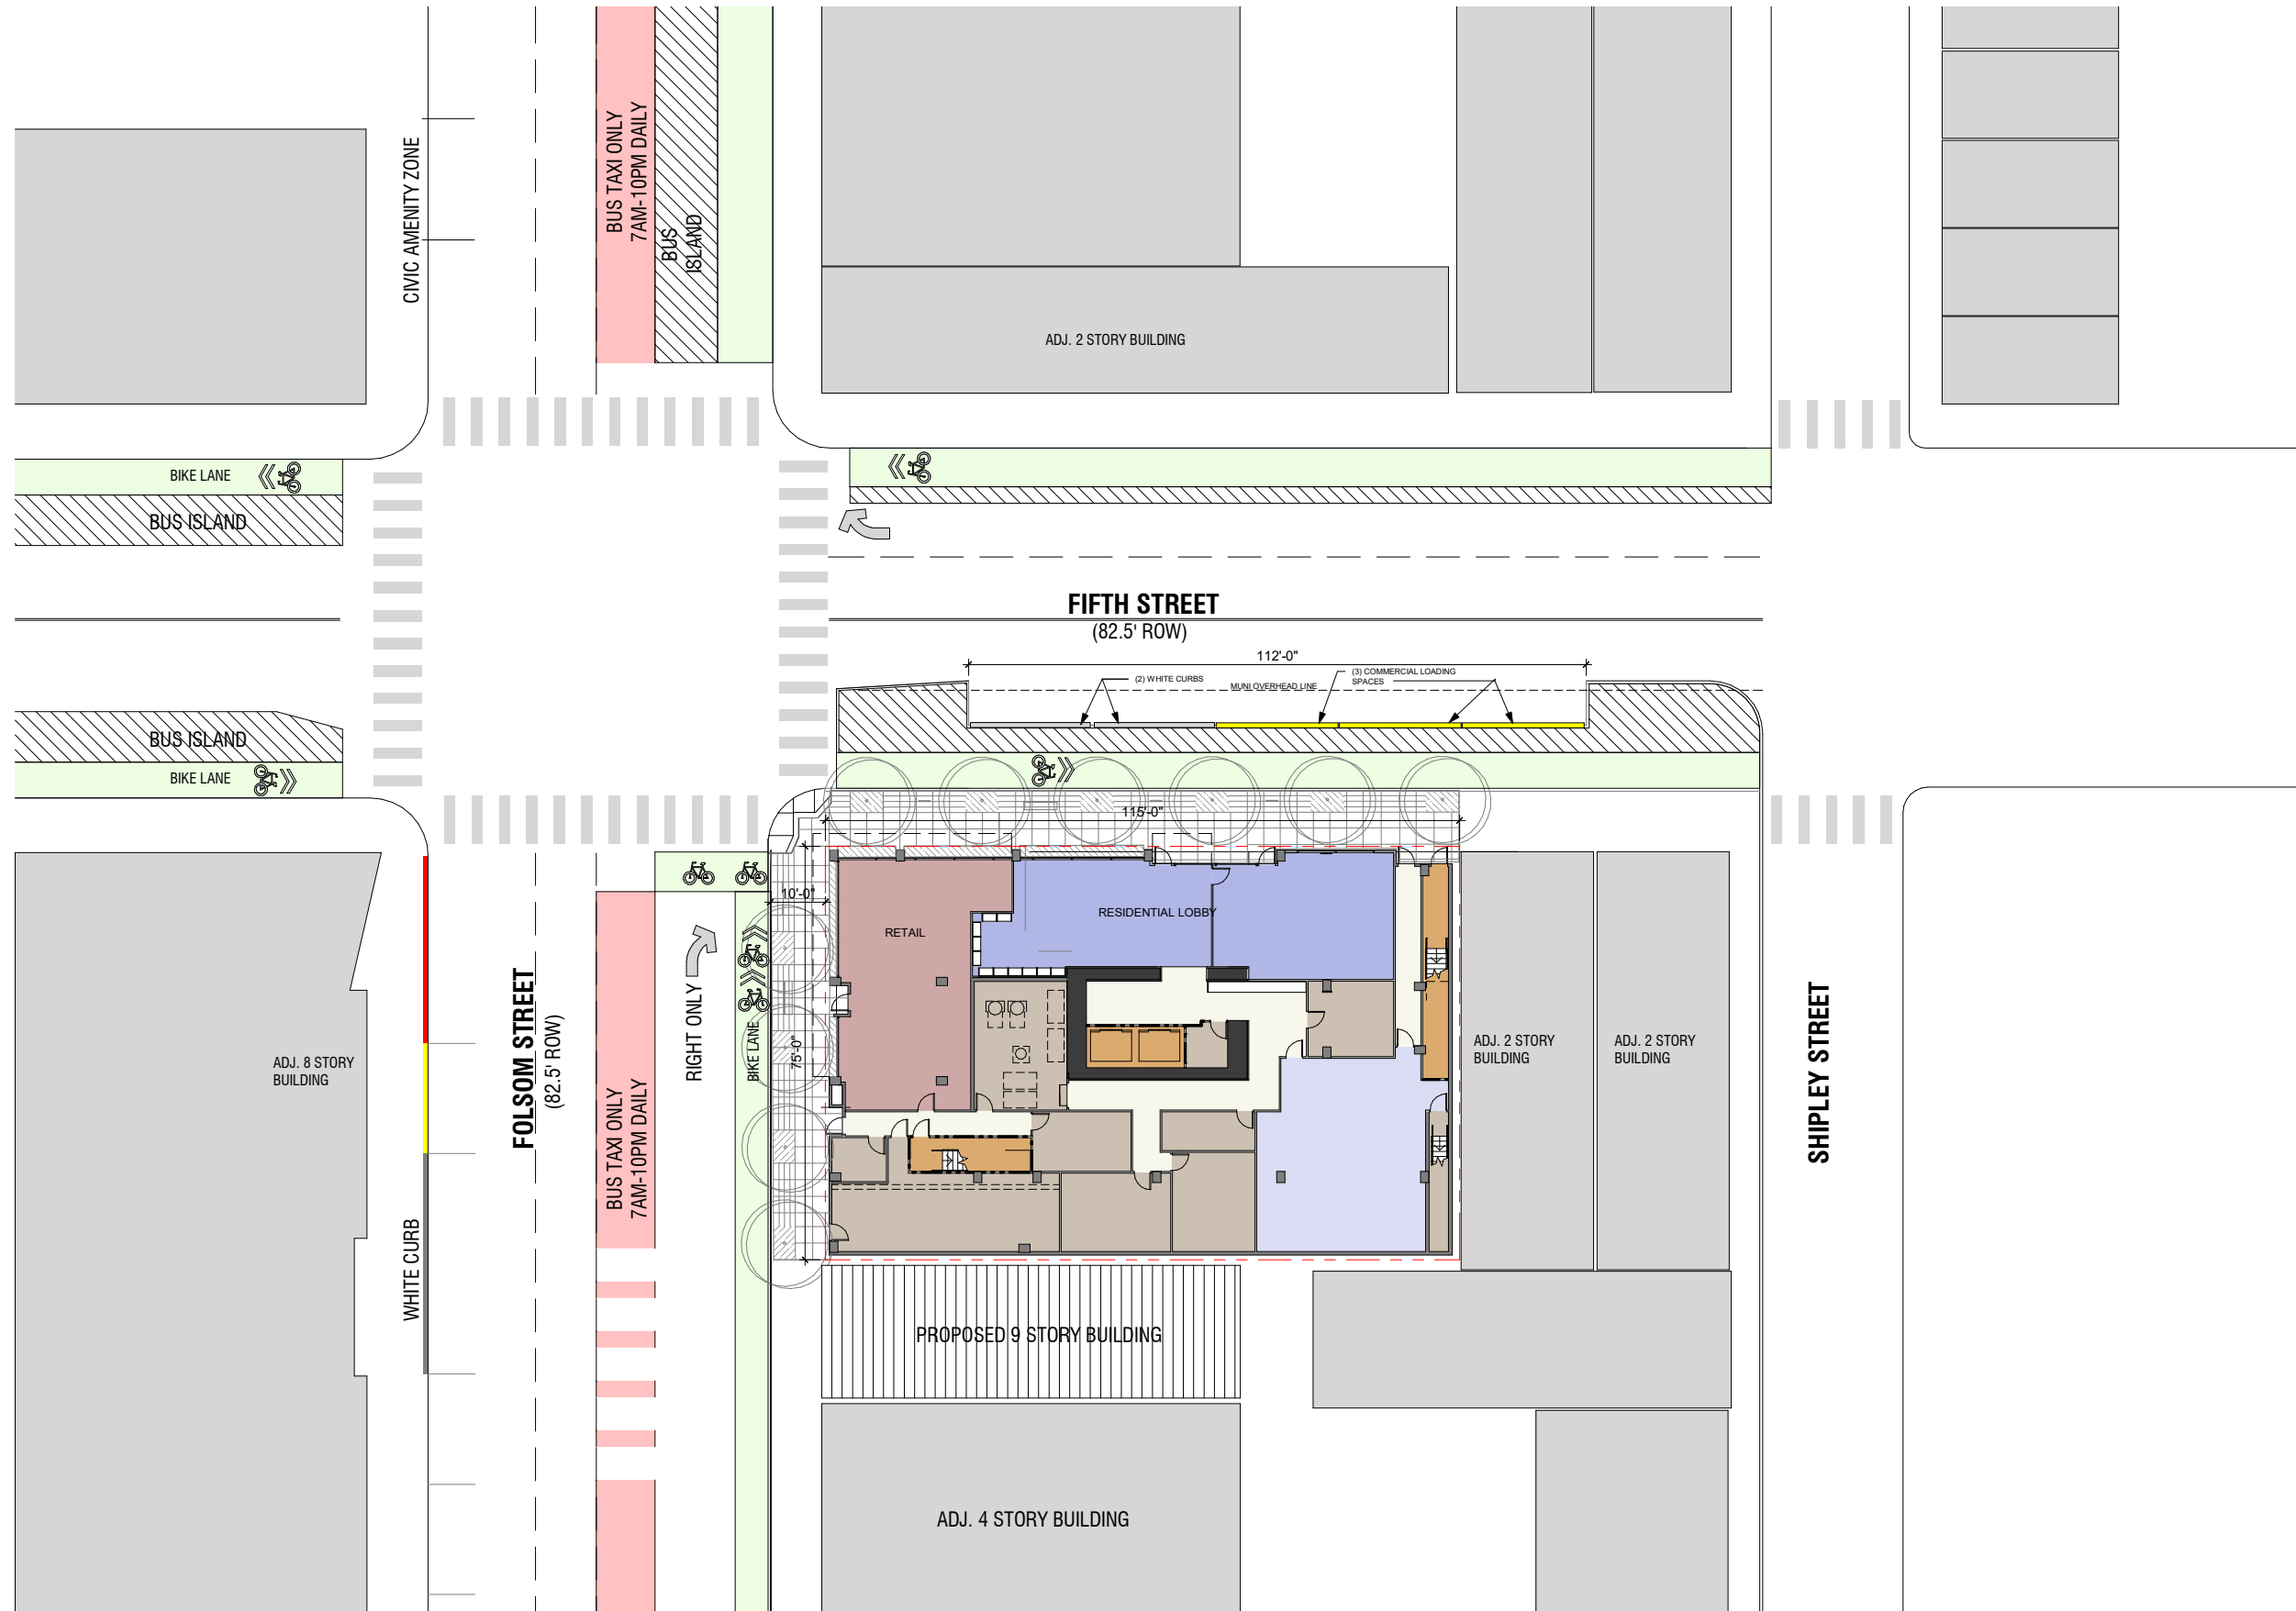 CIVIC AMENITY ZONE
BUS TAXI ONLY
7AM-10PM DAILY
BUS
ISLAND
ADJ. 2 STORY BUILDING
BIKE LANE
BUS ISLAND
FIFTH STREET
(82.5' ROW)
112'-0"
(2) WHITE CURBS
MUNI OVERHEAD LINE
(3) COMMERCIAL LOADING
SPACES
BUS ISLAND
BIKE LANE
115'-0"
10'-0"
RETAIL
RESIDENTIAL LOBBY
75'-0"
BIKE LANE
RIGHT ONLY
FOLSOM STREET
(82.5' ROW)
BUS TAXI ONLY
7AM-10PM DAILY
ADJ. 8 STORY
BUILDING
WHITE CURB
ADJ. 2 STORY
BUILDING
ADJ. 2 STORY
BUILDING
SHIPLEY STREET
PROPOSED 9 STORY BUILDING
ADJ. 4 STORY BUILDING